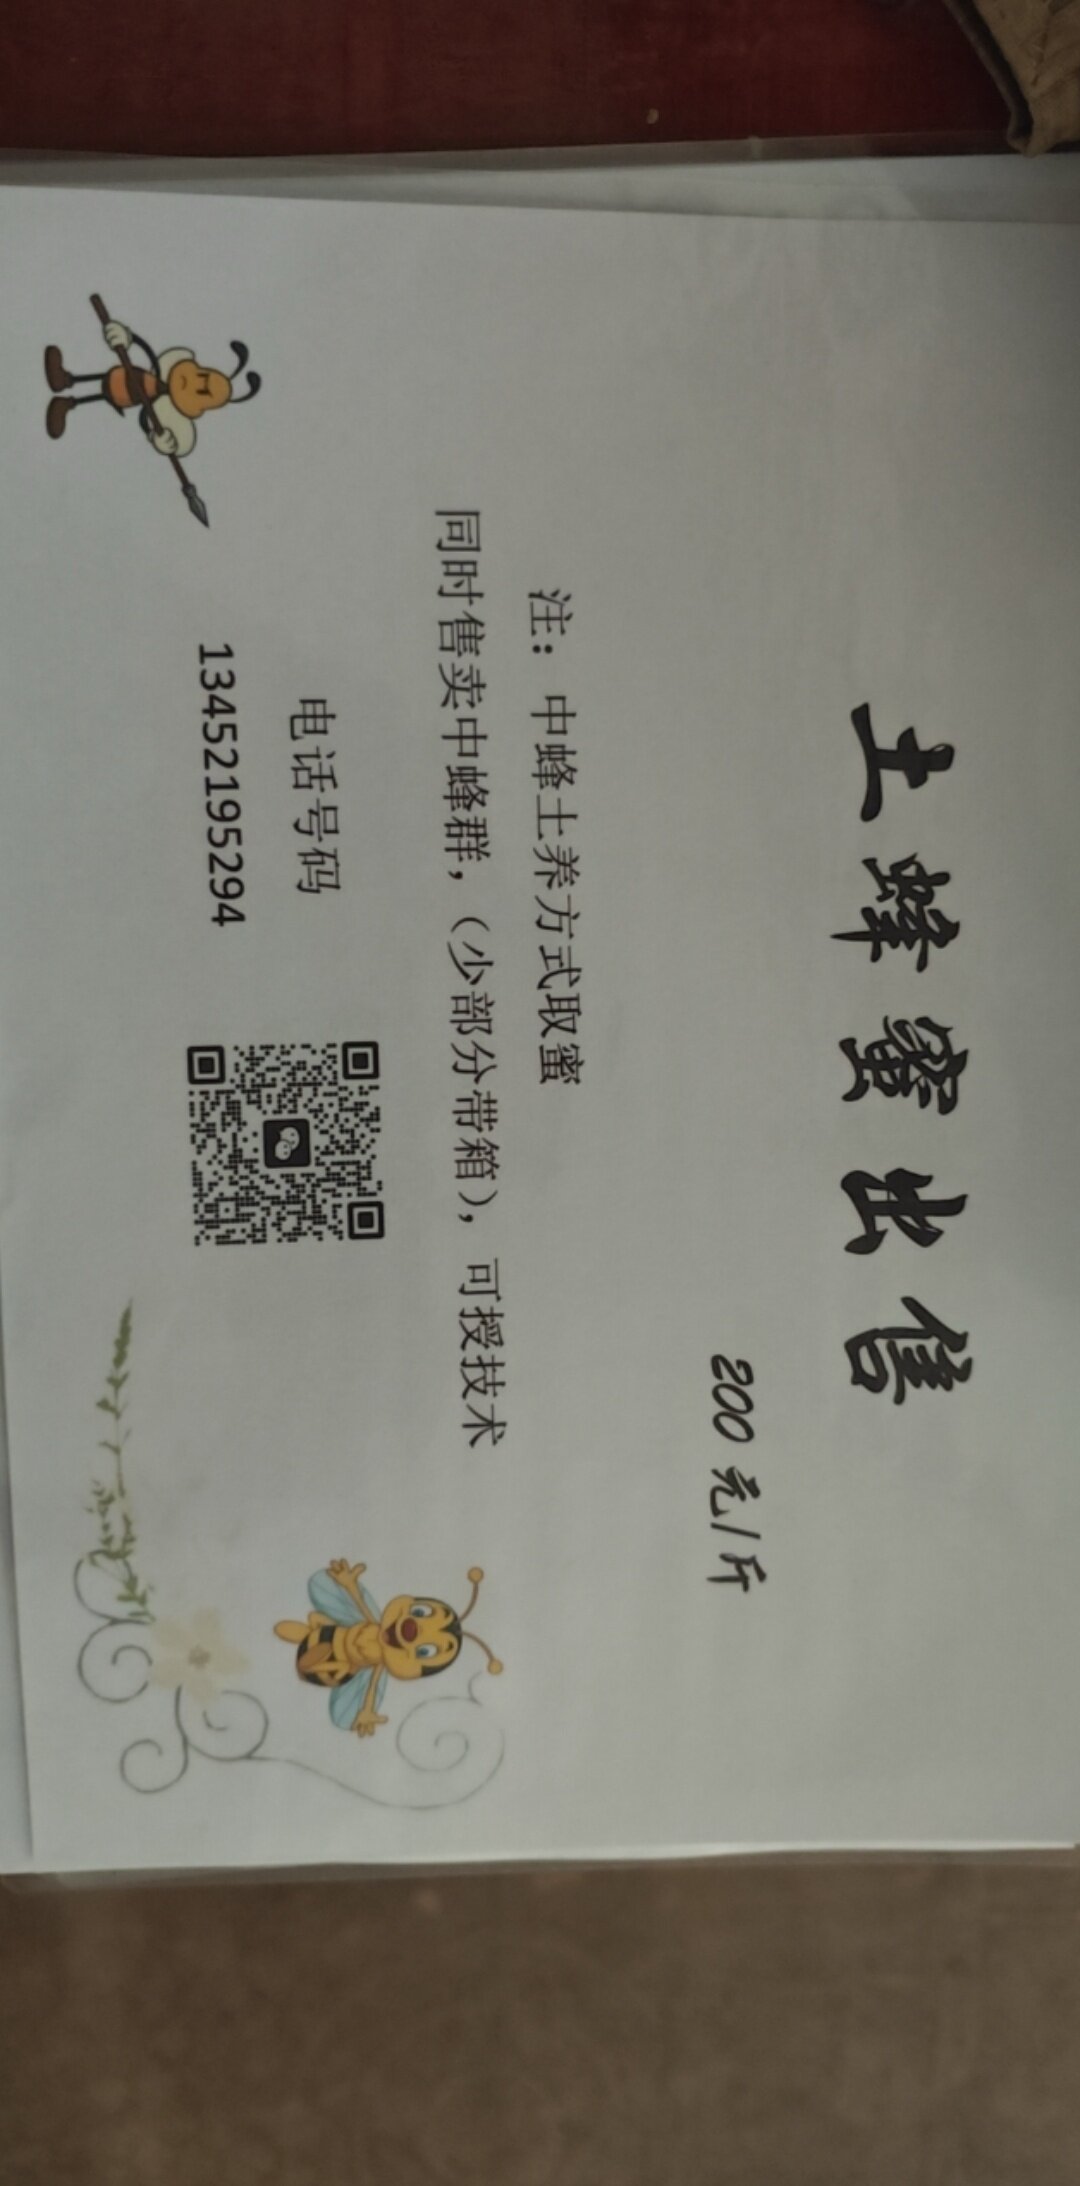 土蜂蜜出售
200元/斤
注：中蜂土养方式取蜜
同时售卖中蜂群，（少部分带箱），可授技术
电话号码
13452195294